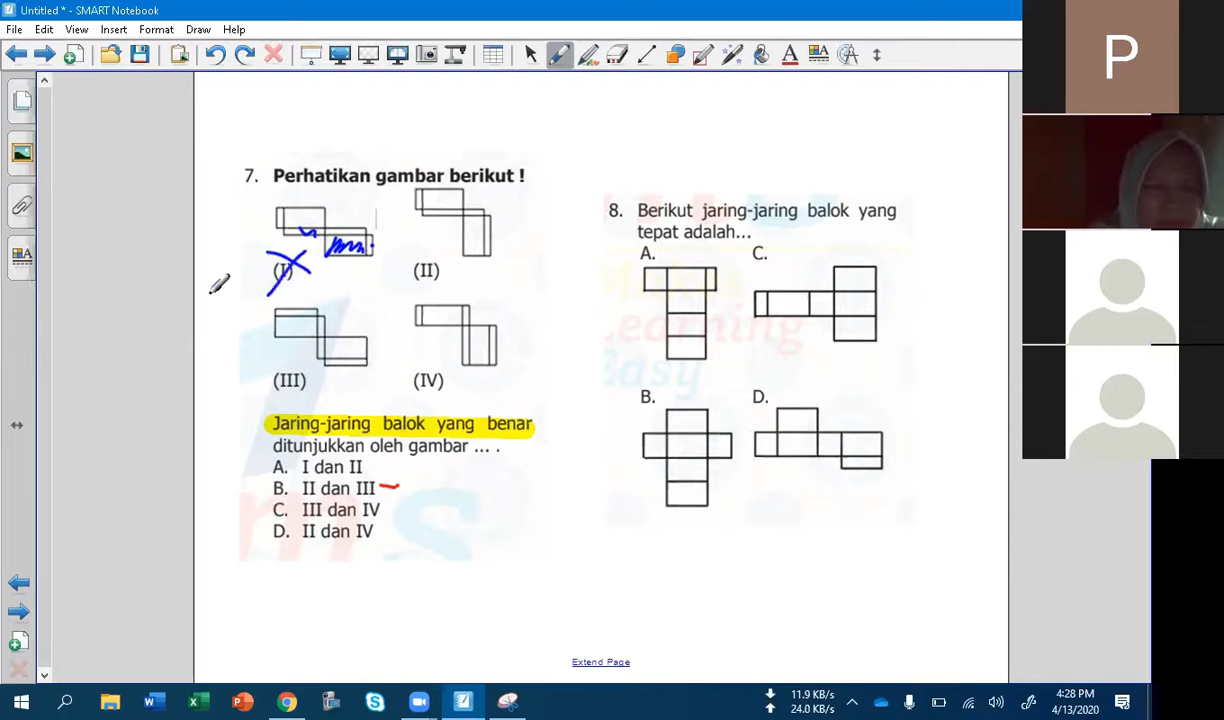 Untitled * - SMART Notebook
File Edit View Insert Format Draw Help
7. Perhatikan gambar berikut !
(I)
(II)
(III)
(IV)
Jaring-jaring balok yang benar
ditunjukkan oleh gambar ... .
A. I dan II
B. II dan III
C. III dan IV
D. II dan IV
8. Berikut jaring-jaring balok yang
tepat adalah...
A.
C.
B.
D.
Learning
Easy
ms
Extend Page
P
11.9 KB/s
24.0 KB/s
4:28 PM
4/13/2020